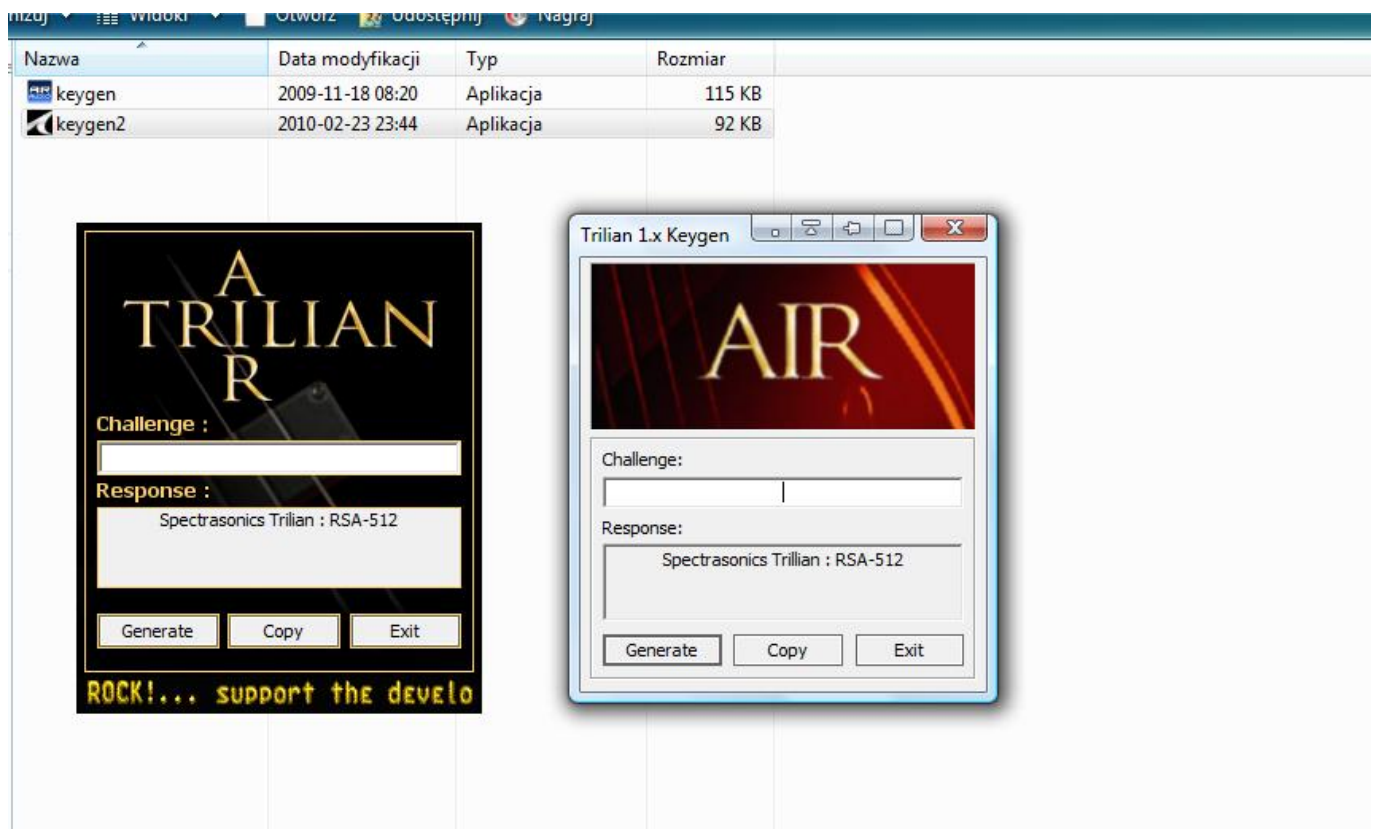 Widoki Otwórz Udostępnij Nagraj
Nazwa Data modyfikacji Typ Rozmiar
keygen 2009-11-18 08:20 Aplikacja 115 KB
keygen2 2010-02-23 23:44 Aplikacja 92 KB
A
TRILIAN
R
Challenge :
Response :
Spectrasonics Trilian : RSA-512
Generate Copy Exit
ROCK!... support the develo
Trilian 1.x Keygen
AIR
Challenge:
Response:
Spectrasonics Trillian : RSA-512
Generate Copy Exit